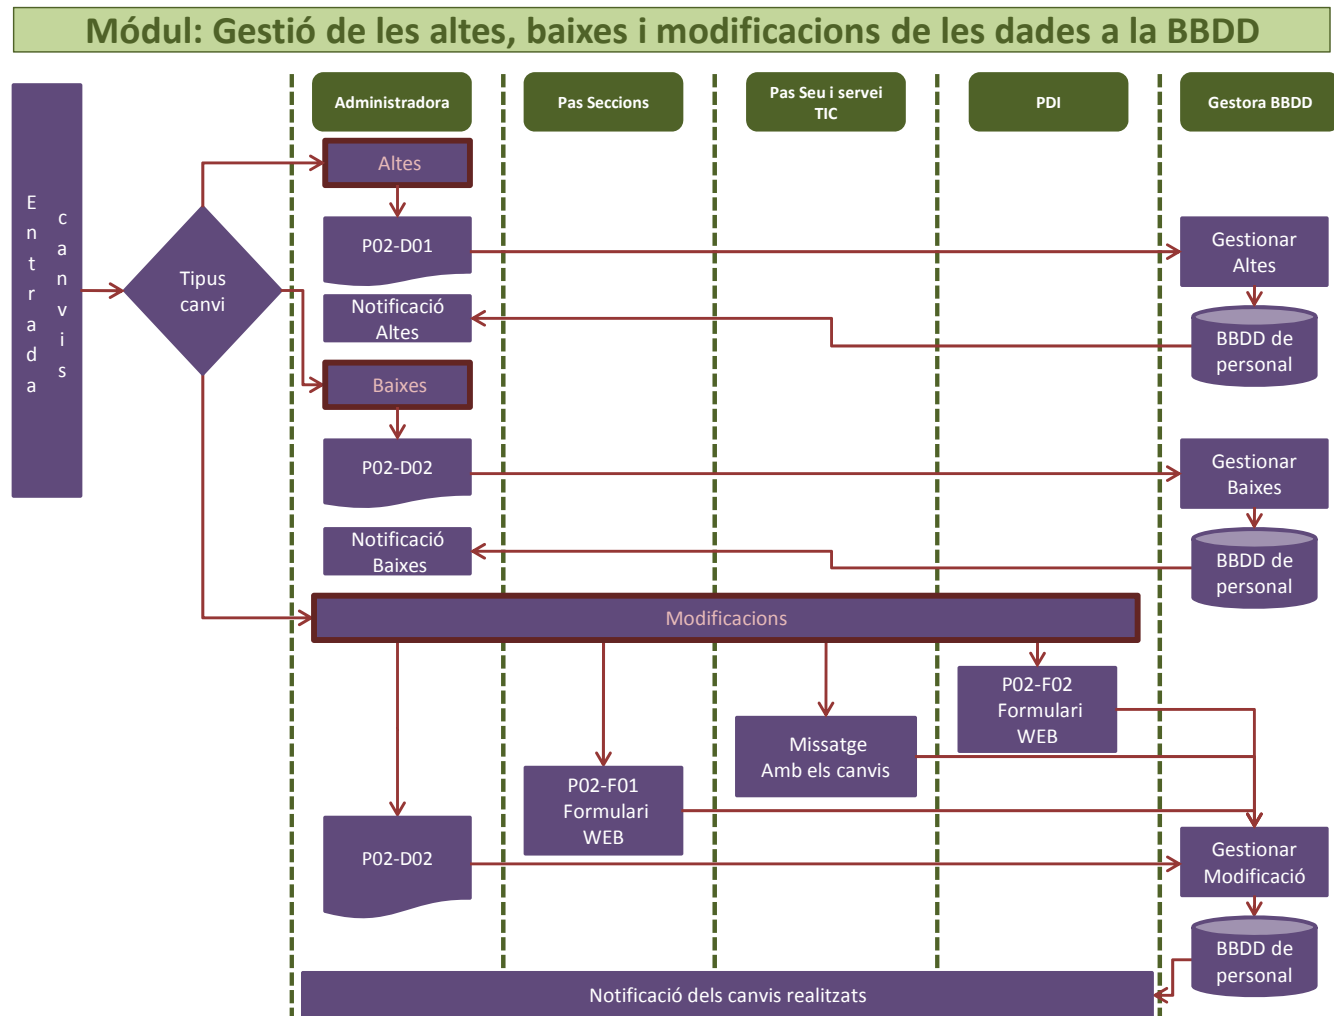 Módul: Gestió de les altes, baixes i modificacions de les dades a la BBDD
Administradora
Pas Seccions
Pas Seu i servei
TIC
PDI
Gestora BBDD
Entrada
canvis
Tipus
canvi
Altes
P02-D01
Gestionar
Altes
Notificació
Altes
BBDD de
personal
Baixes
P02-D02
Gestionar
Baixes
Notificació
Baixes
BBDD de
personal
Modificacions
P02-F02
Formulari
WEB
Missatge
Amb els canvis
P02-F01
Formulari
WEB
P02-D02
Gestionar
Modificació
BBDD de
personal
Notificació dels canvis realitzats